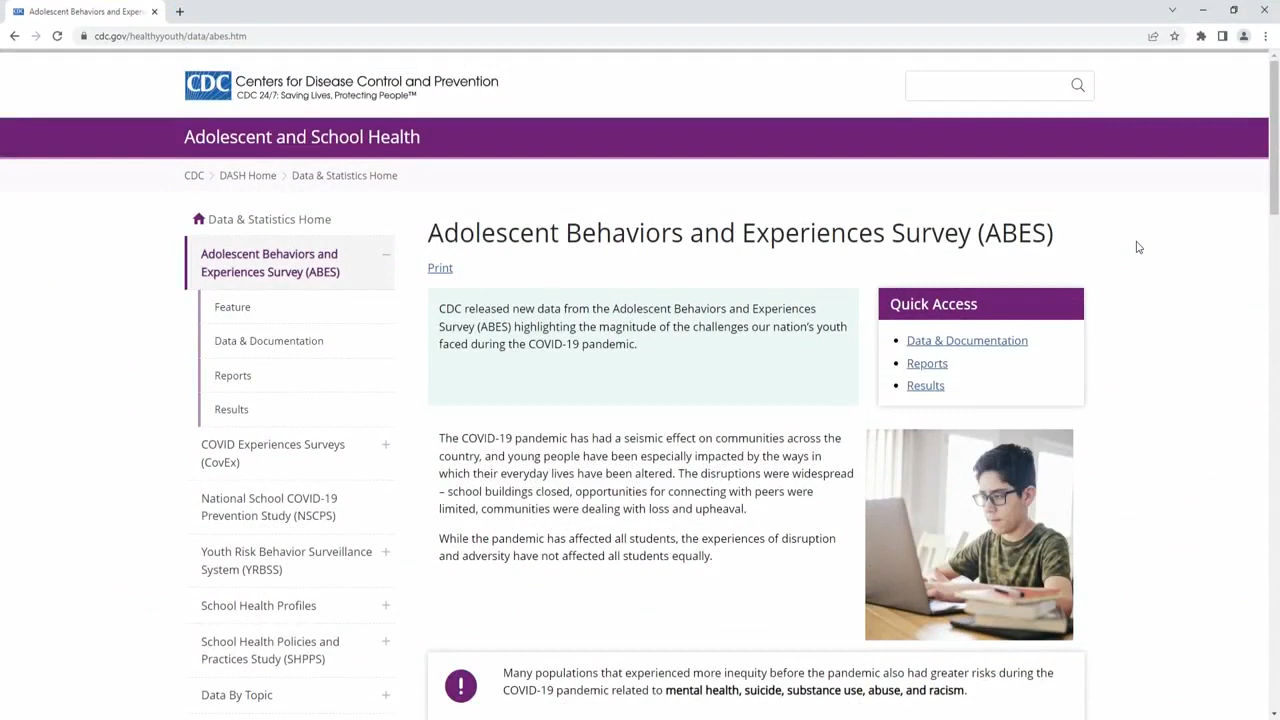 Adolescent Behaviors and Exper
cdc.gov/healthyyouth/data/abes.htm
CDC Centers for Disease Control and Prevention
CDC 24/7: Saving Lives, Protecting People™
Adolescent and School Health
CDC > DASH Home > Data & Statistics Home
Data & Statistics Home
Adolescent Behaviors and
Experiences Survey (ABES)
Feature
Data & Documentation
Reports
Results
COVID Experiences Surveys
(CovEx)
National School COVID-19
Prevention Study (NSCPS)
Youth Risk Behavior Surveillance
System (YRBSS)
School Health Profiles
School Health Policies and
Practices Study (SHPPS)
Data By Topic
Adolescent Behaviors and Experiences Survey (ABES)
Print
CDC released new data from the Adolescent Behaviors and Experiences
Survey (ABES) highlighting the magnitude of the challenges our nation's youth
faced during the COVID-19 pandemic.
Quick Access
Data & Documentation
Reports
Results
The COVID-19 pandemic has had a seismic effect on communities across the
country, and young people have been especially impacted by the ways in
which their everyday lives have been altered. The disruptions were widespread
– school buildings closed, opportunities for connecting with peers were
limited, communities were dealing with loss and upheaval.
While the pandemic has affected all students, the experiences of disruption
and adversity have not affected all students equally.
Many populations that experienced more inequity before the pandemic also had greater risks during the
COVID-19 pandemic related to mental health, suicide, substance use, abuse, and racism.